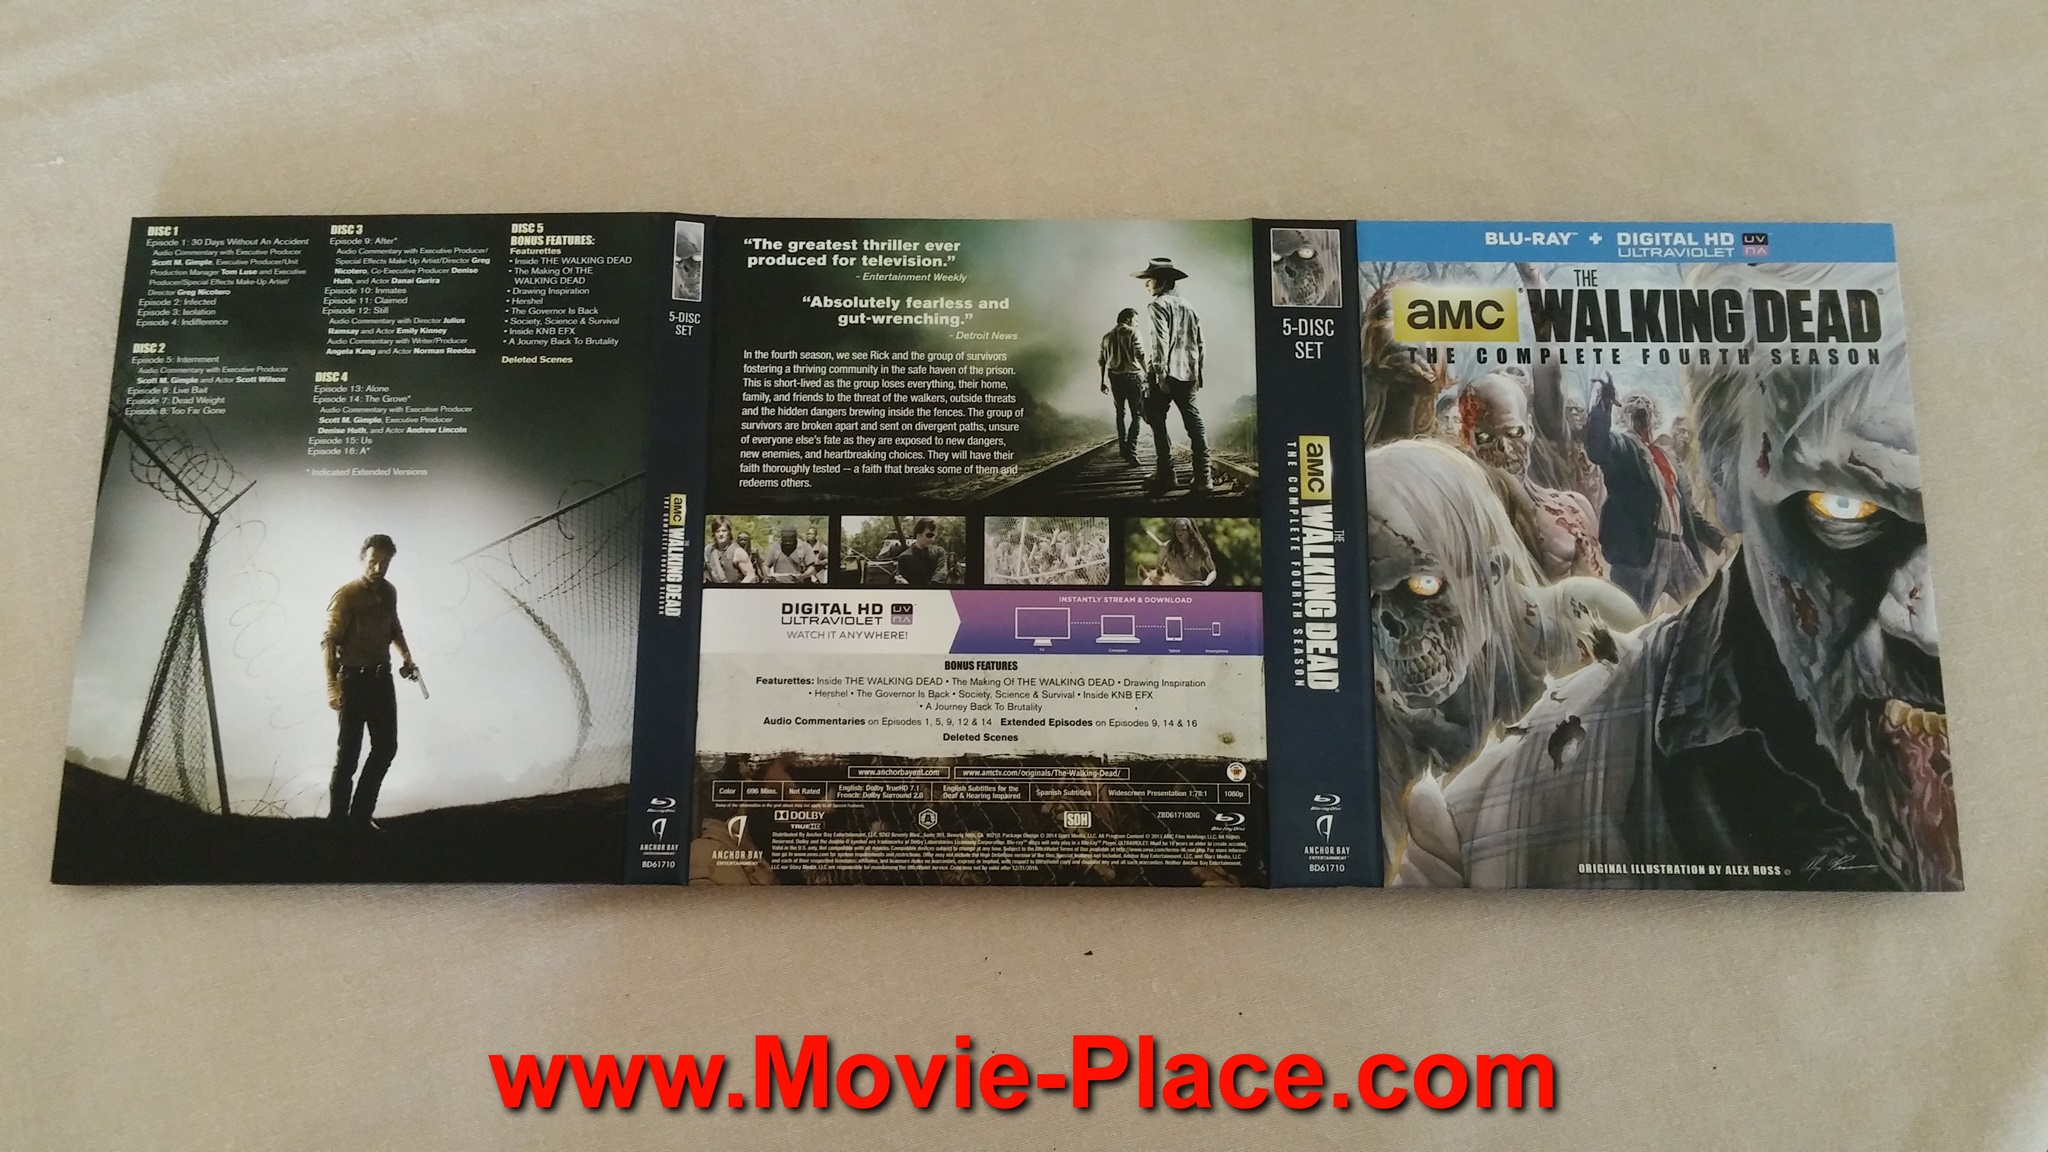 DISC 1
Episode 1: 30 Days Without An Accident
Audio Commentary with Executive Producer
Scott M. Gimple, Executive Producer/Unit
Production Manager Tom Luse and Executive
Producer/Special Effects Make-Up Artist/
Director Greg Nicotero
Episode 2: Infected
Episode 3: Isolation
Episode 4: Indifference
DISC 2
Episode 5: Internment
Audio Commentary with Executive Producer
Scott M. Gimple and Actor Scott Wilson
Episode 6: Live Bait
Episode 7: Dead Weight
Episode 8: Too Far Gone
DISC 3
Episode 9: After*
Audio Commentary with Executive Producer/
Special Effects Make-Up Artist/Director Greg
Nicotero, Co-Executive Producer Denise
Huth, and Actor Danai Gurira
Episode 10: Inmates
Episode 11: Claimed
Episode 12: Still
Audio Commentary with Director Julius
Ramsay and Actor Emily Kinney
Audio Commentary with Writer/Producer
Angela Kang and Actor Norman Reedus
DISC 4
Episode 13: Alone
Episode 14: The Grove*
Audio Commentary with Executive Producer
Scott M. Gimple, Executive Producer
Denise Huth, and Actor Andrew Lincoln
Episode 15: Us
Episode 16: A*
* Indicated Extended Versions
DISC 5
BONUS FEATURES:
Featurettes
• Inside THE WALKING DEAD
• The Making Of THE
WALKING DEAD
• Drawing Inspiration
• Hershel
• The Governor Is Back
• Society, Science & Survival
• Inside KNB EFX
• A Journey Back To Brutality
Deleted Scenes
5-DISC
SET
amc THE WALKING DEAD
THE COMPLETE FOURTH SEASON
Blu-ray Disc
ANCHOR BAY
ENTERTAINMENT
BD61710
"The greatest thriller ever
produced for television."
- Entertainment Weekly
"Absolutely fearless and
gut-wrenching."
- Detroit News
In the fourth season, we see Rick and the group of survivors
fostering a thriving community in the safe haven of the prison.
This is short-lived as the group loses everything, their home,
family, and friends to the threat of the walkers, outside threats
and the hidden dangers brewing inside the fences. The group of
survivors are broken apart and sent on divergent paths, unsure
of everyone else's fate as they are exposed to new dangers,
new enemies, and heartbreaking choices. They will have their
faith thoroughly tested -- a faith that breaks some of them and
redeems others.
DIGITAL HD UV
ULTRAVIOLET
WATCH IT ANYWHERE!
INSTANTLY STREAM & DOWNLOAD
TV Computer Tablet Smartphone
BONUS FEATURES
Featurettes: Inside THE WALKING DEAD • The Making Of THE WALKING DEAD • Drawing Inspiration
• Hershel • The Governor Is Back • Society, Science & Survival • Inside KNB EFX
• A Journey Back To Brutality
Audio Commentaries on Episodes 1, 5, 9, 12 & 14 Extended Episodes on Episodes 9, 14 & 16
Deleted Scenes
www.anchorbayent.com www.amctv.com/originals/The-Walking-Dead/
Color 696 Mins. Not Rated English: Dolby TrueHD 7.1 English Subtitles for the Spanish Subtitles Widescreen Presentation 1.78:1 1080p
French: Dolby Surround 2.0 Deaf & Hearing Impaired
DOLBY
TRUEHD
SDH
ZBD61710DIG
Blu-ray Disc
ANCHOR BAY
ENTERTAINMENT
5-DISC
SET
amc THE WALKING DEAD
THE COMPLETE FOURTH SEASON
Blu-ray Disc
ANCHOR BAY
ENTERTAINMENT
BD61710
BLU-RAY™ + DIGITAL HD UV
ULTRAVIOLET
amc THE WALKING DEAD
THE COMPLETE FOURTH SEASON
ORIGINAL ILLUSTRATION BY ALEX ROSS
www.Movie-Place.com